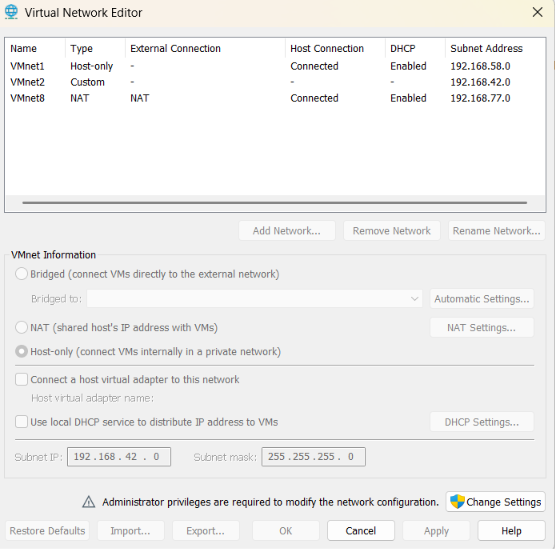 Virtual Network Editor
Name Type External Connection Host Connection DHCP Subnet Address
VMnet1 Host-only - Connected Enabled 192.168.58.0
VMnet2 Custom - - - 192.168.42.0
VMnet8 NAT NAT Connected Enabled 192.168.77.0
Add Network... Remove Network Rename Network...
VMnet Information
Bridged (connect VMs directly to the external network)
Bridged to: Automatic Settings...
NAT (shared host's IP address with VMs) NAT Settings...
Host-only (connect VMs internally in a private network)
Connect a host virtual adapter to this network
Host virtual adapter name:
Use local DHCP service to distribute IP address to VMs DHCP Settings...
Subnet IP: 192 . 168 . 42 . 0 Subnet mask: 255 . 255 . 255 . 0
Administrator privileges are required to modify the network configuration. Change Settings
Restore Defaults Import... Export... OK Cancel Apply Help